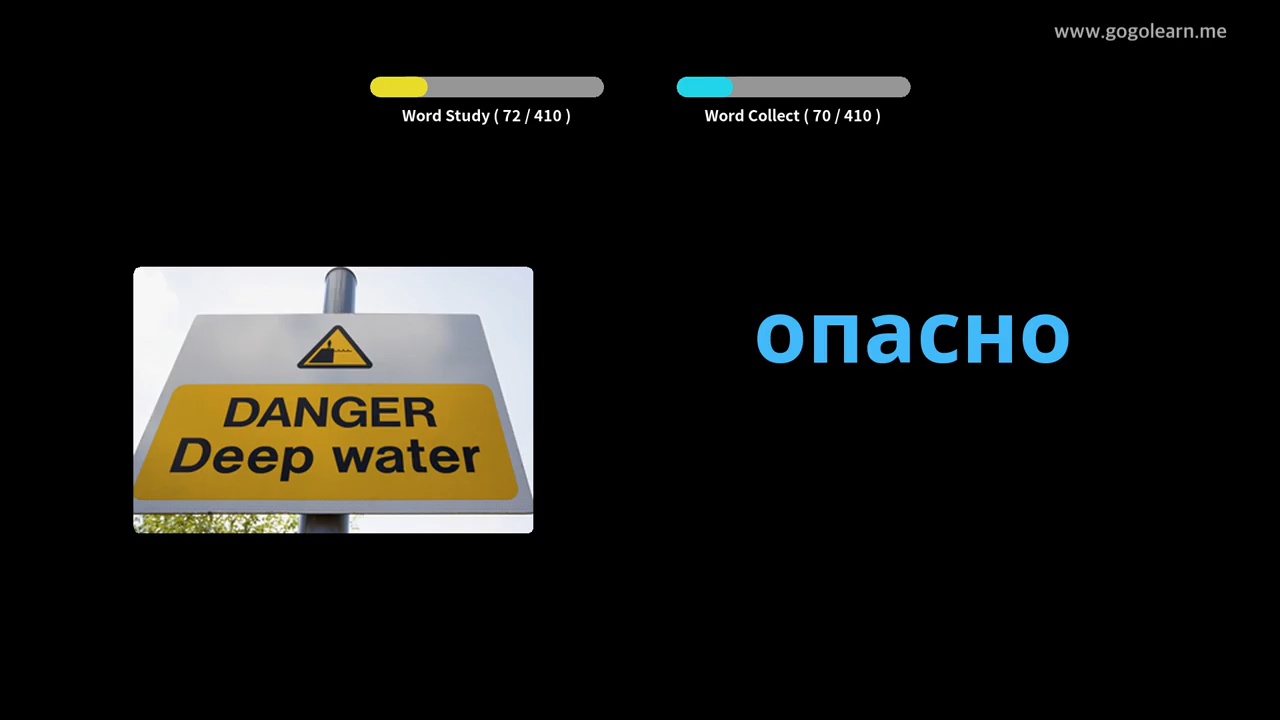 www.gogolearn.me
Word Study ( 72 / 410 )
Word Collect ( 70 / 410 )
опасно
DANGER
Deep water